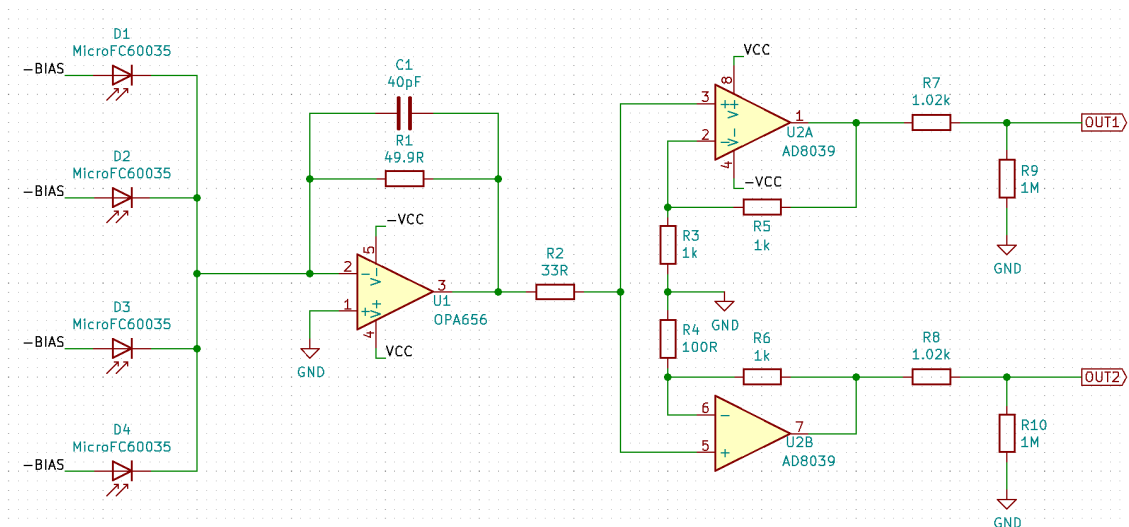 D1
MicroFC60035
-BIAS
D2
MicroFC60035
-BIAS
D3
MicroFC60035
-BIAS
D4
MicroFC60035
-BIAS
C1
40pF
R1
49.9R
-VCC
5
2
-
V-
3
1
+
V+
U1
OPA656
4
VCC
GND
R2
33R
VCC
8
3
+
V+
1
2
-
V-
U2A
AD8039
4
-VCC
R3
1k
R5
1k
GND
R4
100R
R6
1k
6
-
7
5
+
U2B
AD8039
R7
1.02k
OUT1
R9
1M
GND
R8
1.02k
OUT2
R10
1M
GND